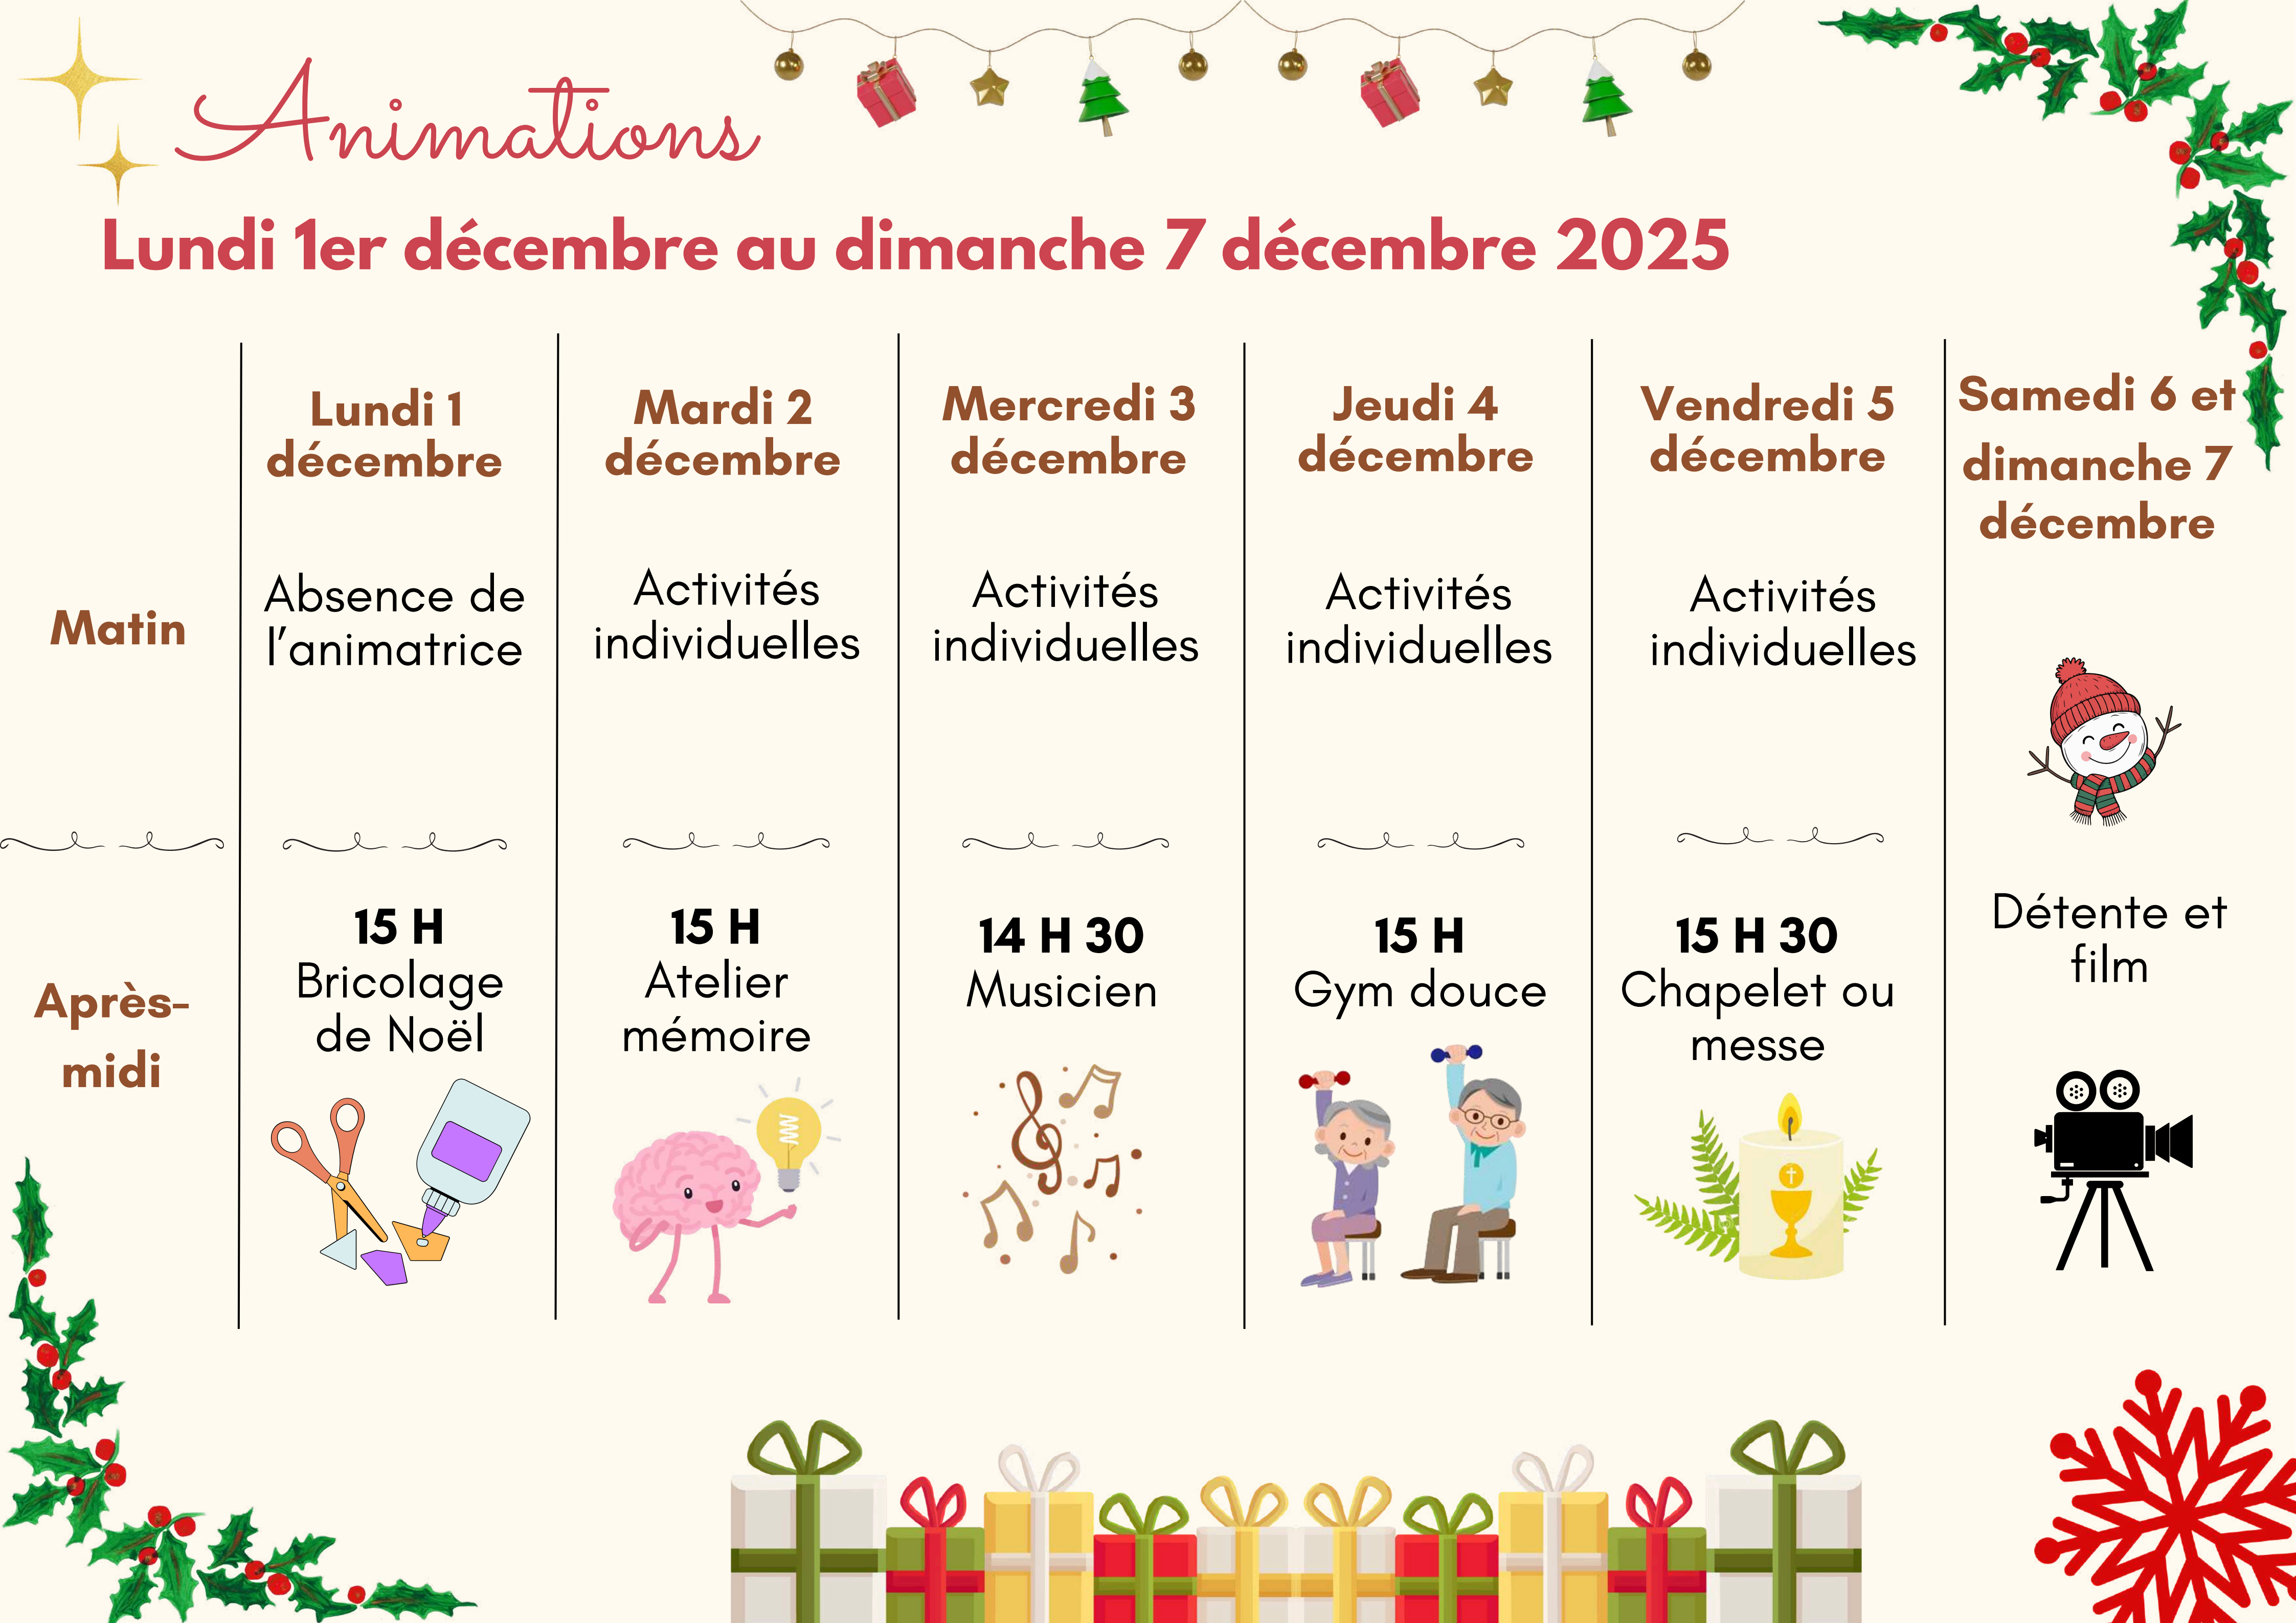 Animations
Lundi 1er décembre au dimanche 7 décembre 2025
Lundi 1
décembre
Mardi 2
décembre
Mercredi 3
décembre
Jeudi 4
décembre
Vendredi 5
décembre
Samedi 6 et
dimanche 7
décembre
Matin
Absence de
l’animatrice
Activités
individuelles
Activités
individuelles
Activités
individuelles
Activités
individuelles
Après-
midi
15 H
Bricolage
de Noël
15 H
Atelier
mémoire
14 H 30
Musicien
15 H
Gym douce
15 H 30
Chapelet ou
messe
Détente et
film